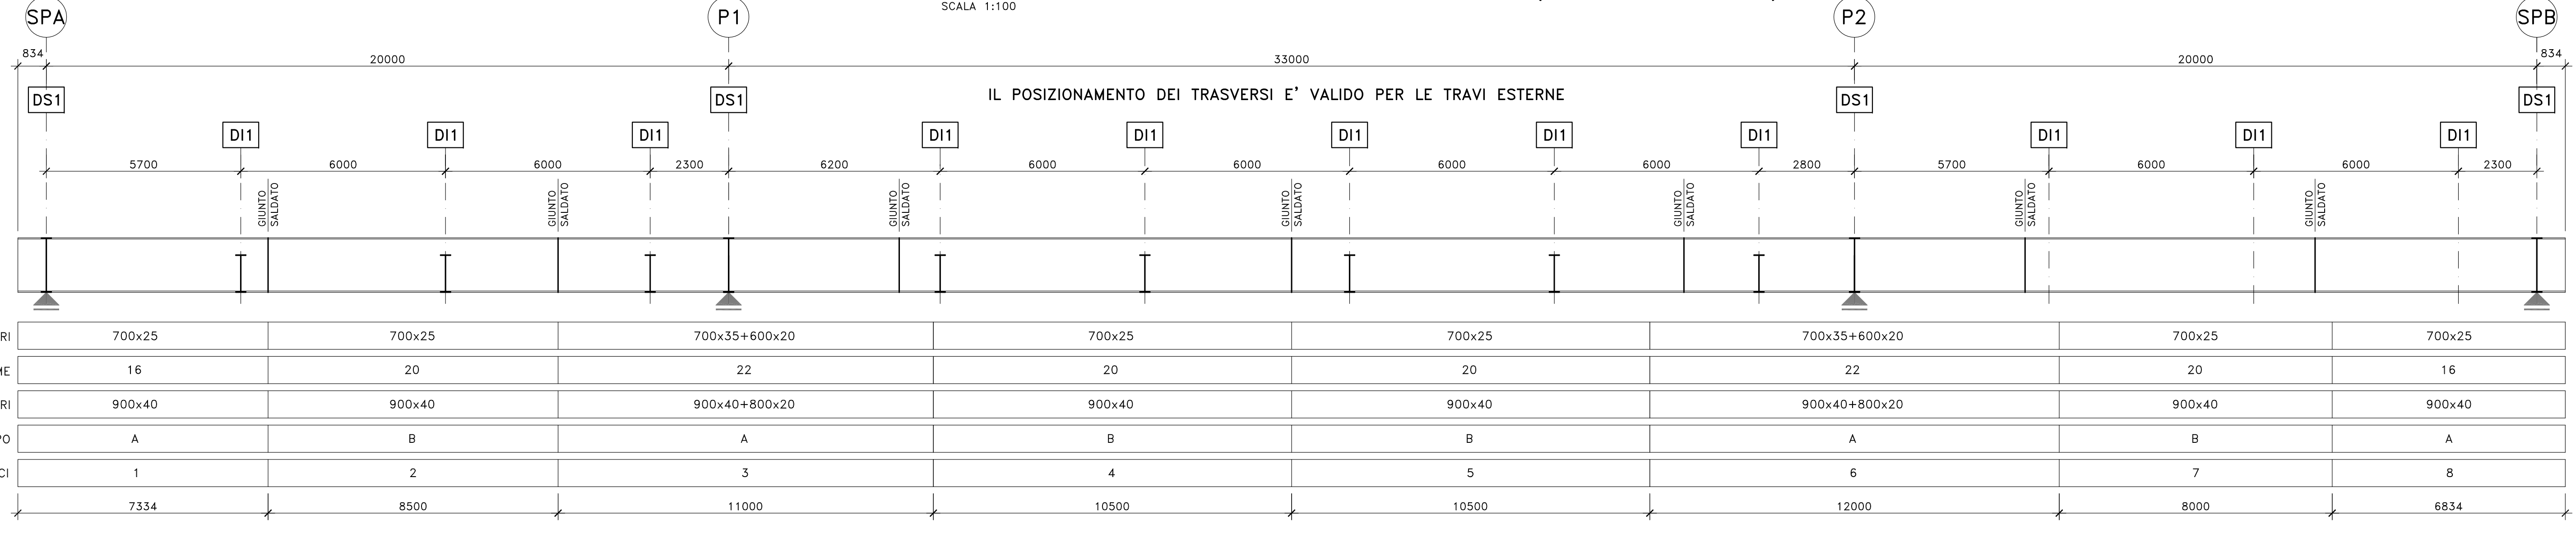 SCALA 1:100
SPA P1 P2 SPB
834 20000 33000 20000 834
DS1 DS1 DS1 DS1
IL POSIZIONAMENTO DEI TRASVERSI E' VALIDO PER LE TRAVI ESTERNE
DI1 DI1 DI1 DI1 DI1 DI1 DI1 DI1 DI1 DI1 DI1
5700 6000 6000 2300 6200 6000 6000 6000 6000 2800 5700 6000 6000 2300
GIUNTO SALDATO
GIUNTO SALDATO
GIUNTO SALDATO
GIUNTO SALDATO
GIUNTO SALDATO
GIUNTO SALDATO
GIUNTO SALDATO
RI 700x25 700x25 700x35+600x20 700x25 700x25 700x35+600x20 700x25 700x25
ME 16 20 22 20 20 22 20 16
RI 900x40 900x40 900x40+800x20 900x40 900x40 900x40+800x20 900x40 900x40
PO A B A B B A B A
CI 1 2 3 4 5 6 7 8
7334 8500 11000 10500 10500 12000 8000 6834